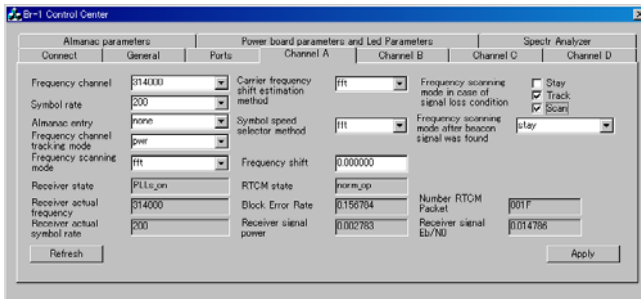 Br-1 Control Center
Almanac parameters Power board parameters and Led Parameters Spectr Analyzer
Connect General Ports Channel A Channel B Channel C Channel D
Frequency channel 314000
Symbol rate 200
Almanac entry none
Frequency channel
tracking mode pwr
Frequency scanning
mode fft
Receiver state PLLs_on
Receiver actual
frequency 314000
Receiver actual
symbol rate 200
Carrier frequency
shift estimation
method fft
Symbol speed
selector method fft
Frequency shift 0.000000
RTCM state norm_op
Block Error Rate 0.156784
Receiver signal
power 0.002783
Frequency scanning
mode in case of
signal loss condition
Stay
Track
Scan
Frequency scanning
mode after beacon
signal was found stay
Number RTCM
Packet 001F
Receiver signal
Eb/N0 0.014786
Refresh Apply